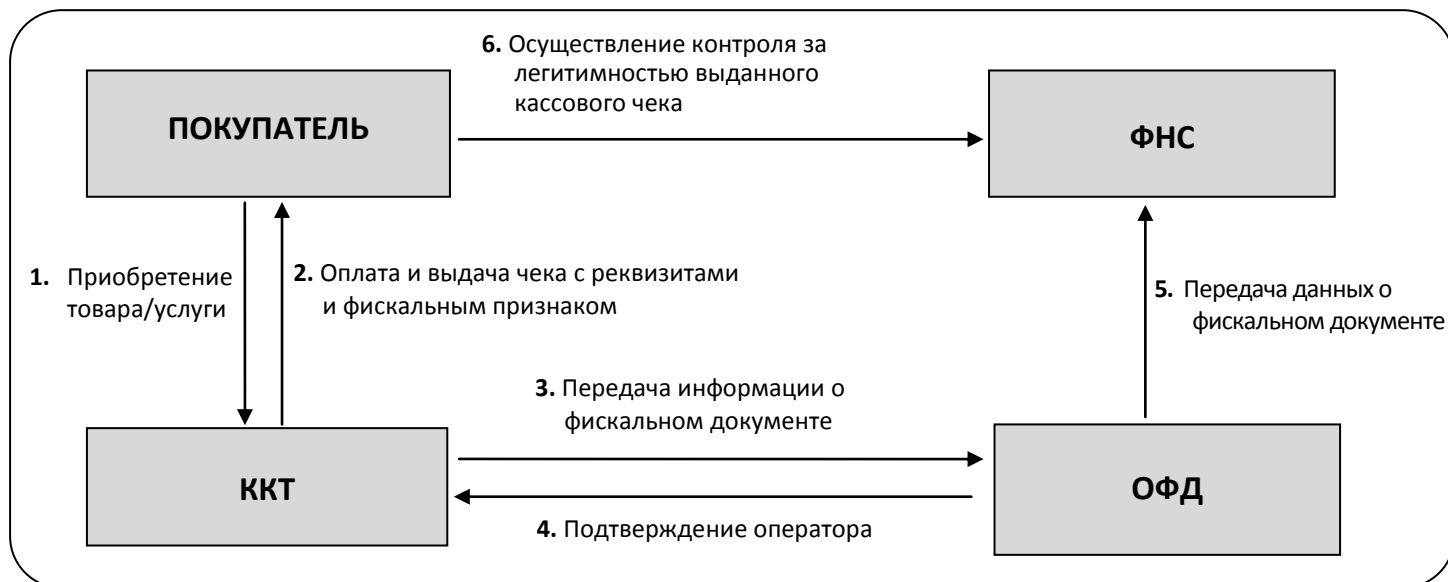 6. Осуществление контроля за
легитимностью выданного
кассового чека
ПОКУПАТЕЛЬ
ФНС
1. Приобретение
товара/услуги
2. Оплата и выдача чека с реквизитами
и фискальным признаком
5. Передача данных о
фискальном документе
3. Передача информации о
фискальном документе
ККТ
ОФД
4. Подтверждение оператора